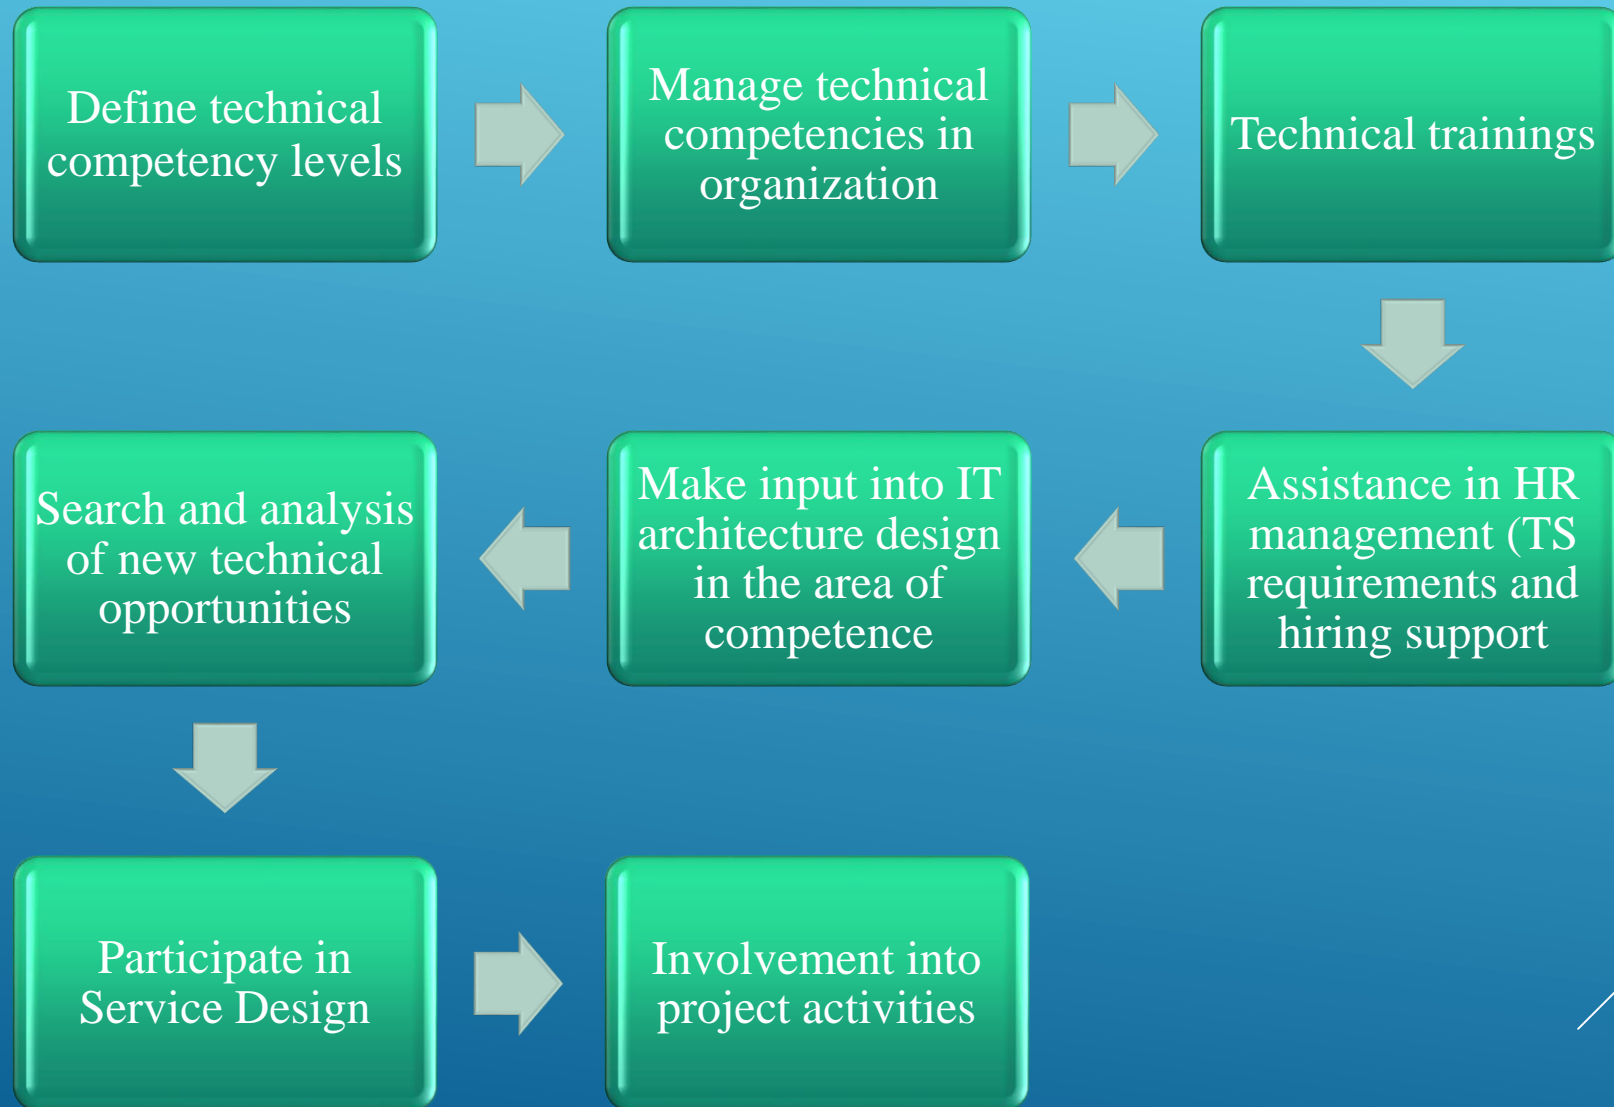 Define technical
competency levels
Manage technical
competencies in
organization
Technical trainings
Assistance in HR
management (TS
requirements and
hiring support
Make input into IT
architecture design
in the area of
competence
Search and analysis
of new technical
opportunities
Participate in
Service Design
Involvement into
project activities